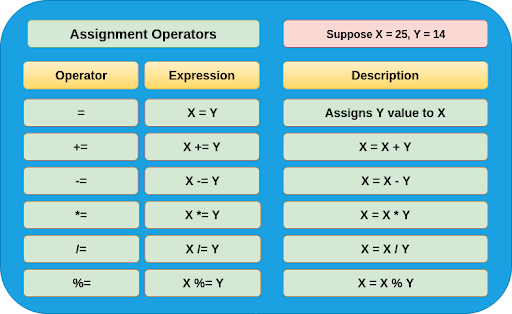 Assignment Operators
Suppose X = 25, Y = 14
Operator Expression Description
= X = Y Assigns Y value to X
+= X += Y X = X + Y
-= X -= Y X = X - Y
*= X *= Y X = X * Y
/= X /= Y X = X / Y
%= X %= Y X = X % Y